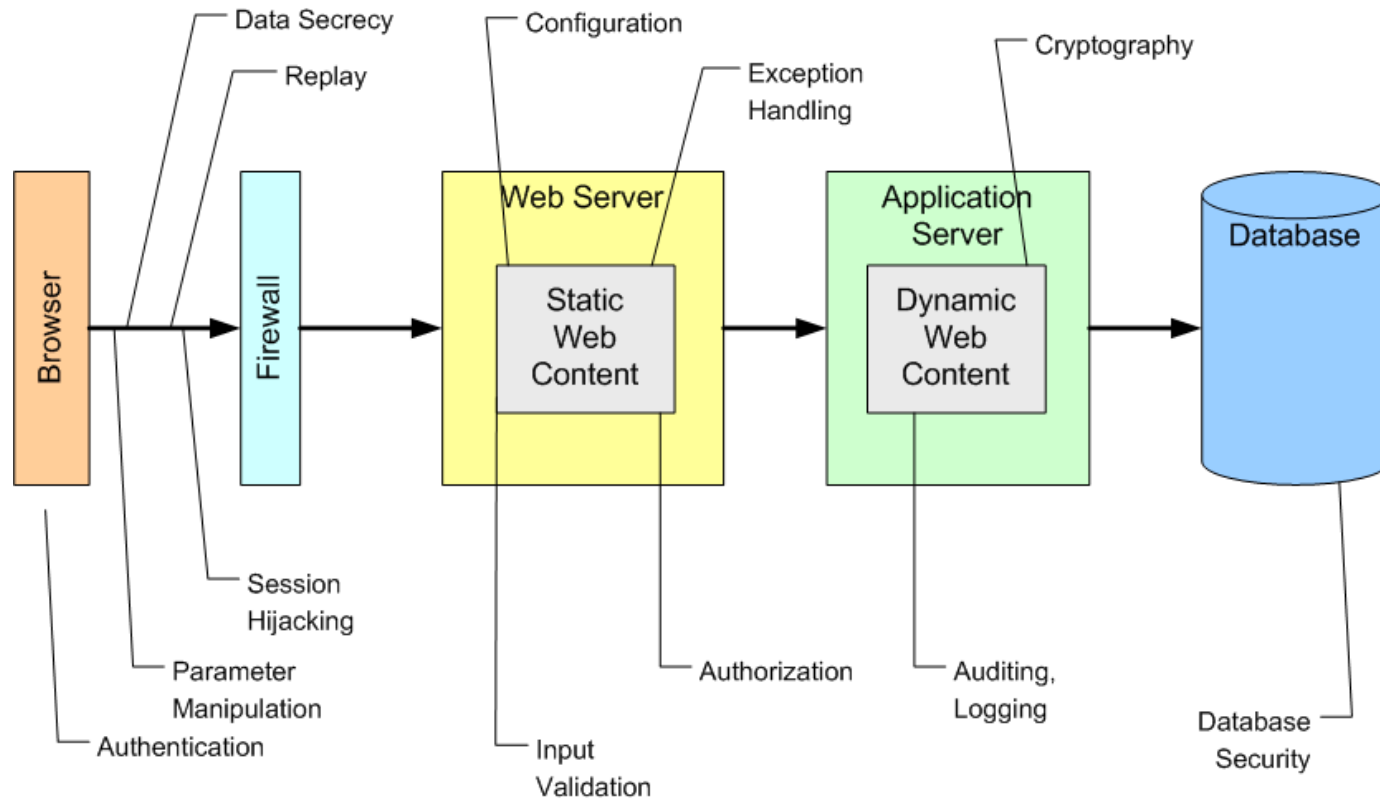 Data Secrecy
Configuration
Cryptography
Replay
Exception
Handling
Browser
Firewall
Web Server
Static
Web
Content
Application
Server
Dynamic
Web
Content
Database
Session
Hijacking
Parameter
Manipulation
Authentication
Authorization
Input
Validation
Auditing,
Logging
Database
Security